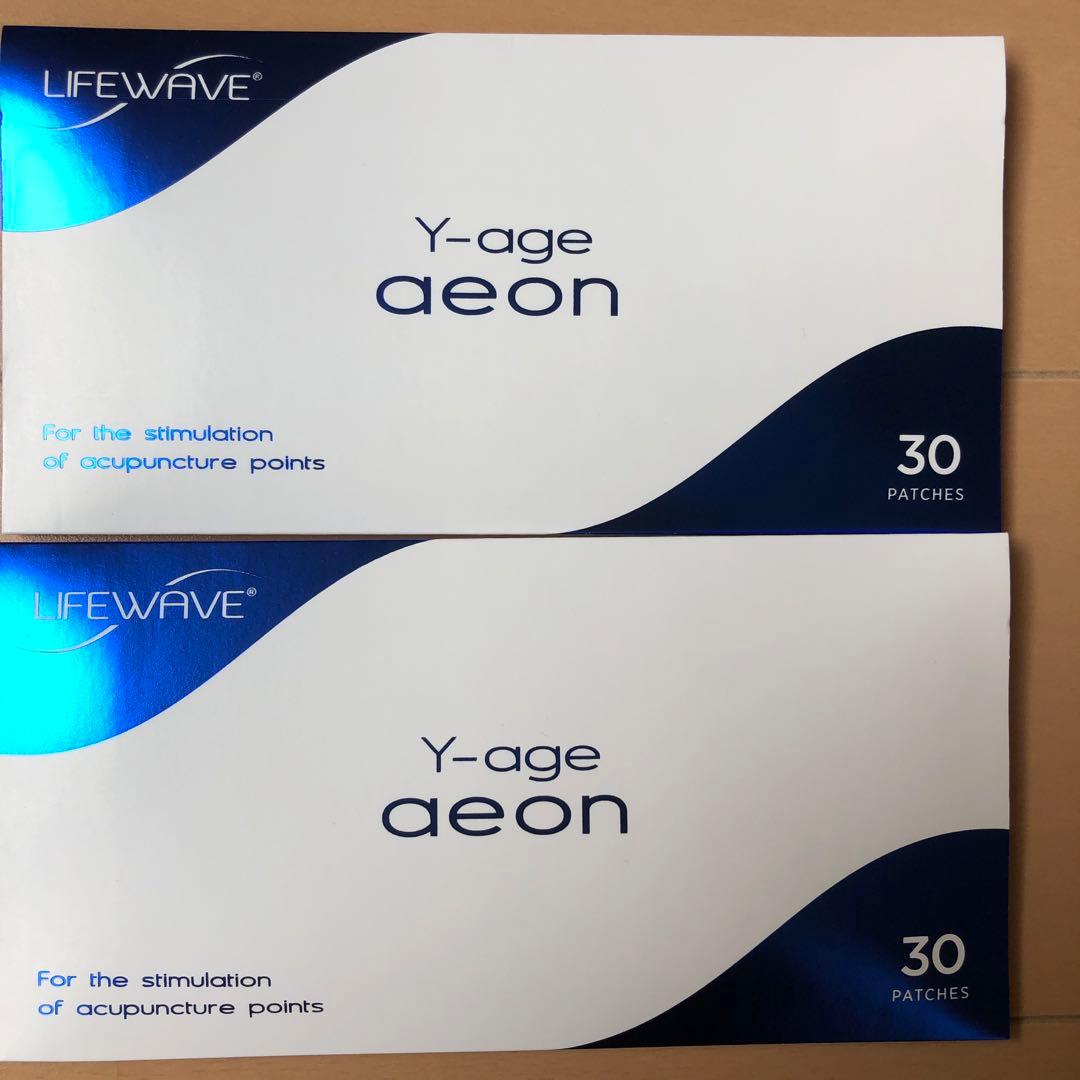 LIFEWAVE®
Y-age
aeon
For the stimulation
of acupuncture points
30
PATCHES
LIFEWAVE®
Y-age
aeon
For the stimulation
of acupuncture points
30
PATCHES